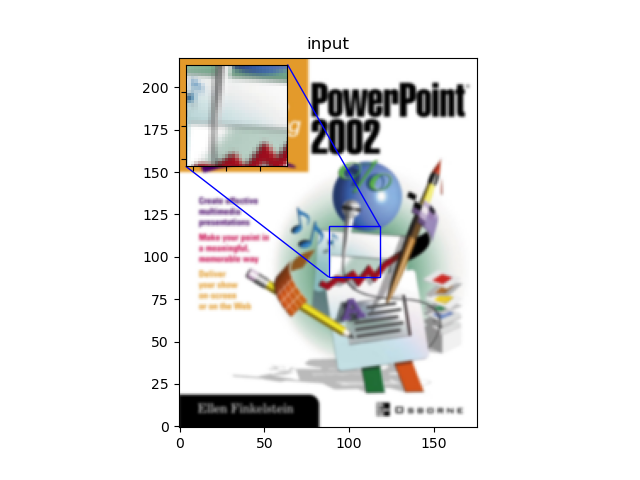 input
PowerPoint
2002
Create effective
multimedia
presentations
Make your point in
a meaningful,
memorable way
Deliver
your show
on-screen
or on the Web
Ellen Finkelstein
OSBORNE
200
175
150
125
100
75
50
25
0
0
50
100
150